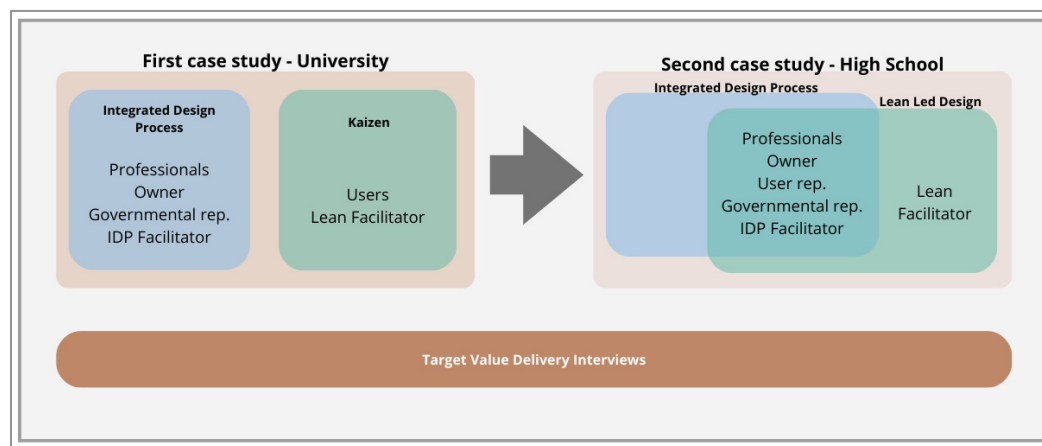 First case study - University
Integrated Design
Process
Professionals
Owner
Governmental rep.
IDP Facilitator
Kaizen
Users
Lean Facilitator
Second case study - High School
Integrated Design Process
Lean Led Design
Professionals
Owner
User rep.
Governmental rep.
IDP Facilitator
Lean
Facilitator
Target Value Delivery Interviews